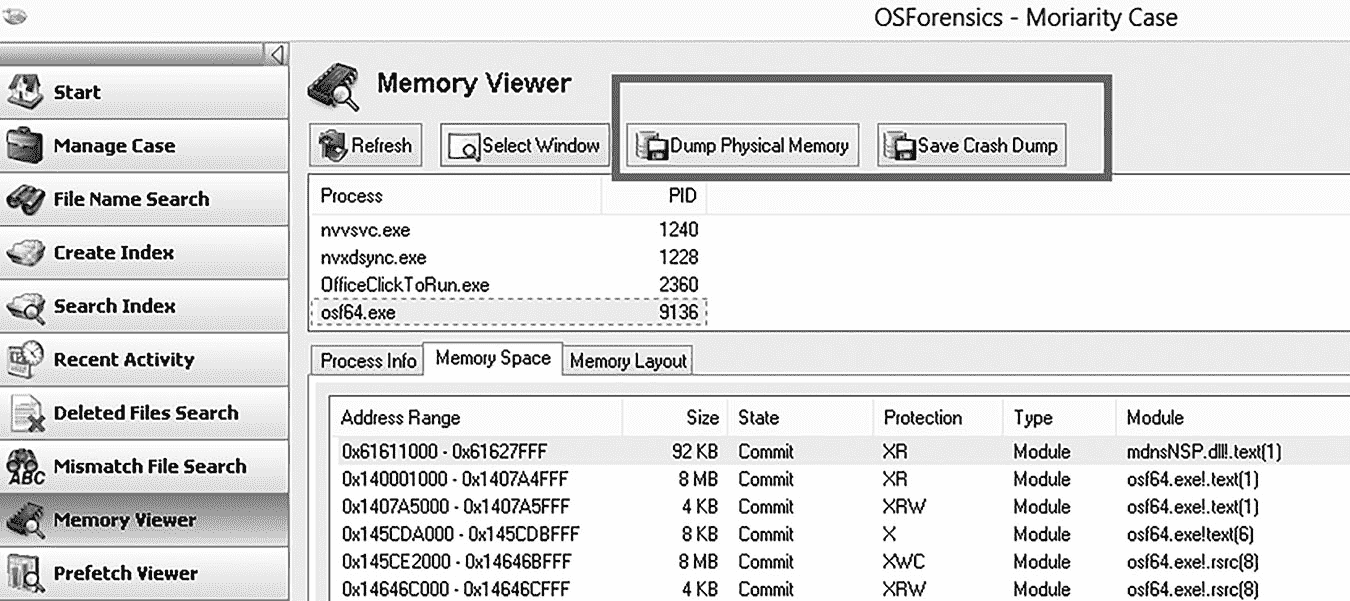 OSForensics - Moriarity Case
Start
Manage Case
File Name Search
Create Index
Search Index
Recent Activity
Deleted Files Search
Mismatch File Search
Memory Viewer
Prefetch Viewer
Memory Viewer
Refresh Select Window Dump Physical Memory Save Crash Dump
Process PID
nvvsvc.exe 1240
nvxdsync.exe 1228
OfficeClickToRun.exe 2360
osf64.exe 9136
Process Info Memory Space Memory Layout
Address Range Size State Protection Type Module
0x61611000 - 0x61627FFF 92 KB Commit XR Module mdnsNSP.dll!.text(1)
0x140001000 - 0x1407A4FFF 8 MB Commit XR Module osf64.exe!.text(1)
0x1407A5000 - 0x1407A5FFF 4 KB Commit XRW Module osf64.exe!.text(1)
0x145CDA000 - 0x145CDBFFF 8 KB Commit X Module osf64.exe!text(6)
0x145CE2000 - 0x14646BFFF 8 MB Commit XWC Module osf64.exe!.rsrc(8)
0x14646C000 - 0x14646CFFF 4 KB Commit XRW Module osf64.exe!.rsrc(8)